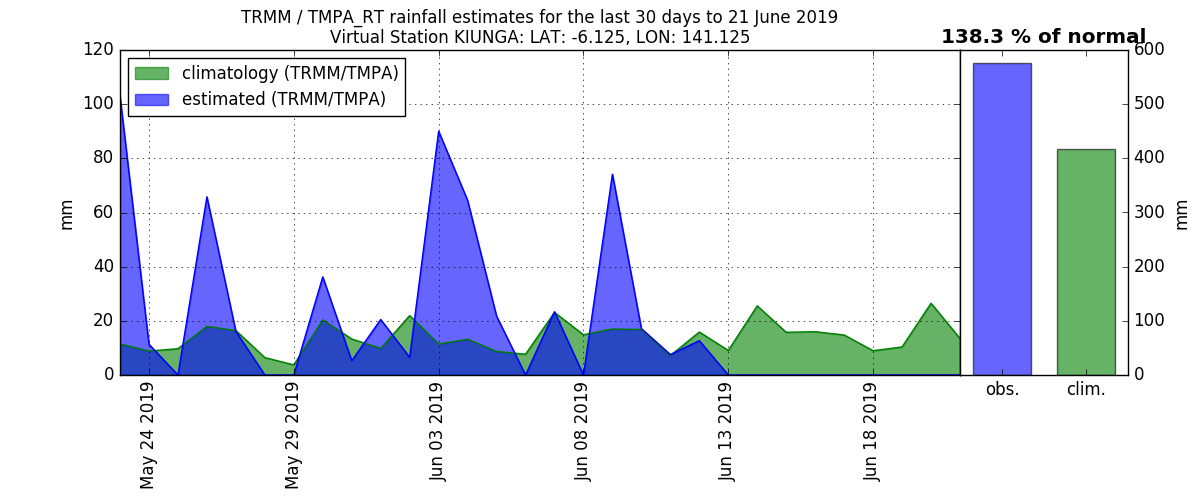 TRMM / TMPA_RT rainfall estimates for the last 30 days to 21 June 2019
Virtual Station KIUNGA: LAT: -6.125, LON: 141.125
138.3 % of normal
climatology (TRMM/TMPA)
estimated (TRMM/TMPA)
mm
120
100
80
60
40
20
0
May 24 2019
May 29 2019
Jun 03 2019
Jun 08 2019
Jun 13 2019
Jun 18 2019
obs.
clim.
600
500
400
300
200
100
0
mm